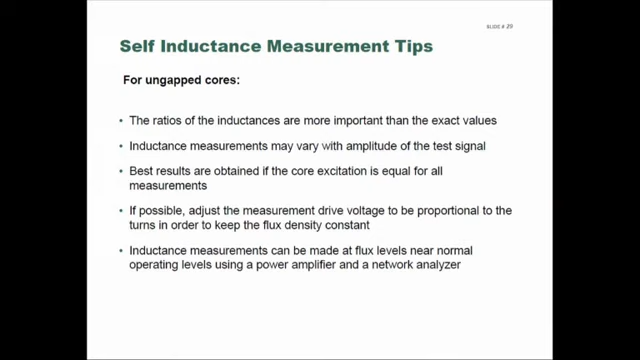 SLIDE # 29
Self Inductance Measurement Tips
For ungapped cores:
• The ratios of the inductances are more important than the exact values
• Inductance measurements may vary with amplitude of the test signal
• Best results are obtained if the core excitation is equal for all
measurements
• If possible, adjust the measurement drive voltage to be proportional to the
turns in order to keep the flux density constant
• Inductance measurements can be made at flux levels near normal
operating levels using a power amplifier and a network analyzer